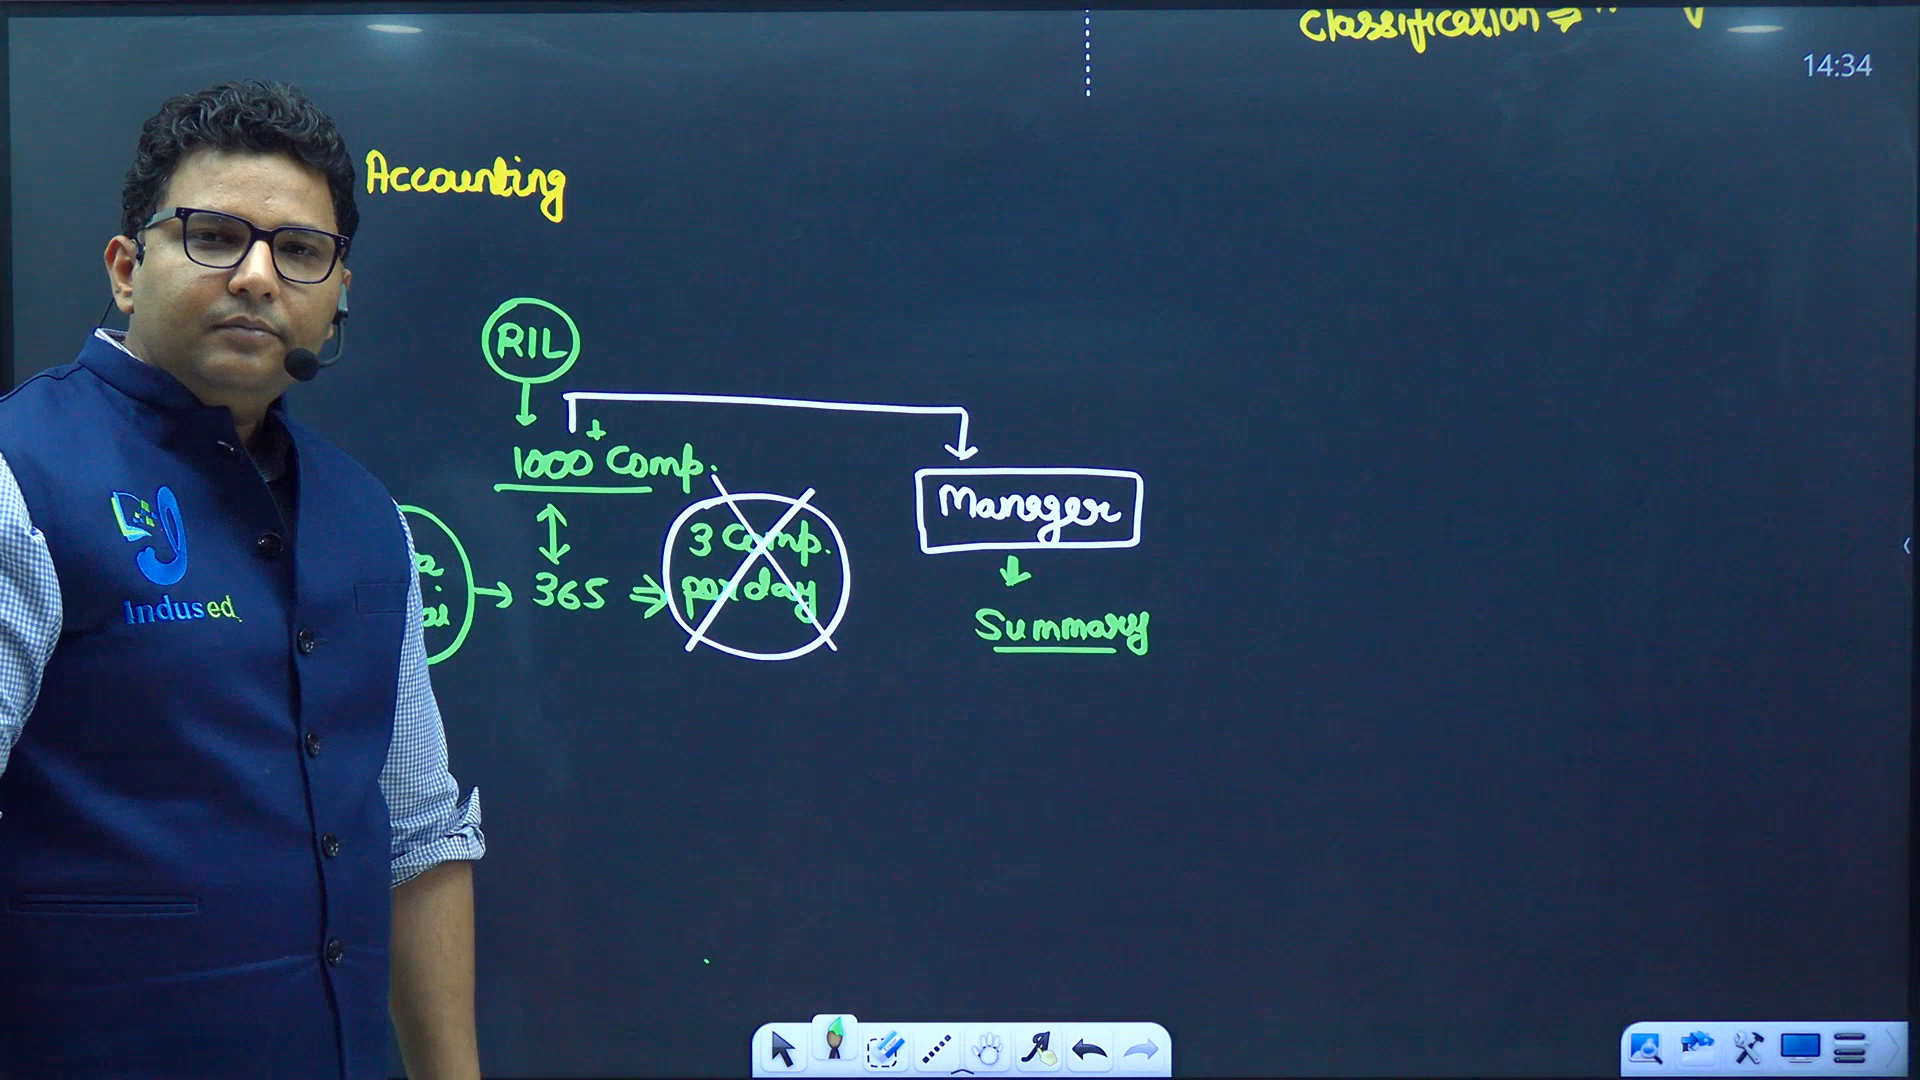 classification ⇒
14:34
Accounting
RIL
1000+ Comp.
Manager
3 Comp.
per day
365 ⇒
Summary
Indused